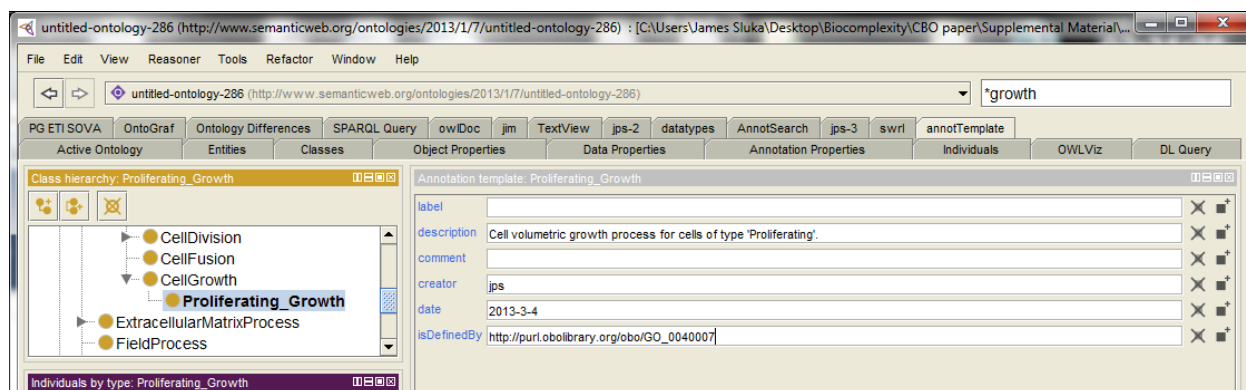 untitled-ontology-286 (http://www.semanticweb.org/ontologies/2013/1/7/untitled-ontology-286) : [C:\Users\James Sluka\Desktop\Biocomplexity\CBO paper\Supplemental Material\,...
File Edit View Reasoner Tools Refactor Window Help
untitled-ontology-286 (http://www.semanticweb.org/ontologies/2013/1/7/untitled-ontology-286) *growth
PG ETI SOVA OntoGraf Ontology Differences SPARQL Query owlDoc jim TextView jps-2 datatypes AnnotSearch jps-3 swrl annotTemplate
Active Ontology Entities Classes Object Properties Data Properties Annotation Properties Individuals OWLViz DL Query
Class hierarchy: Proliferating_Growth
CellDivision
CellFusion
CellGrowth
Proliferating_Growth
ExtracellularMatrixProcess
FieldProcess
Individuals by type: Proliferating_Growth
Annotation template: Proliferating_Growth
label
description Cell volumetric growth process for cells of type 'Proliferating'.
comment
creator jps
date 2013-3-4
isDefinedBy http://purl.obolibrary.org/obo/GO_0040007